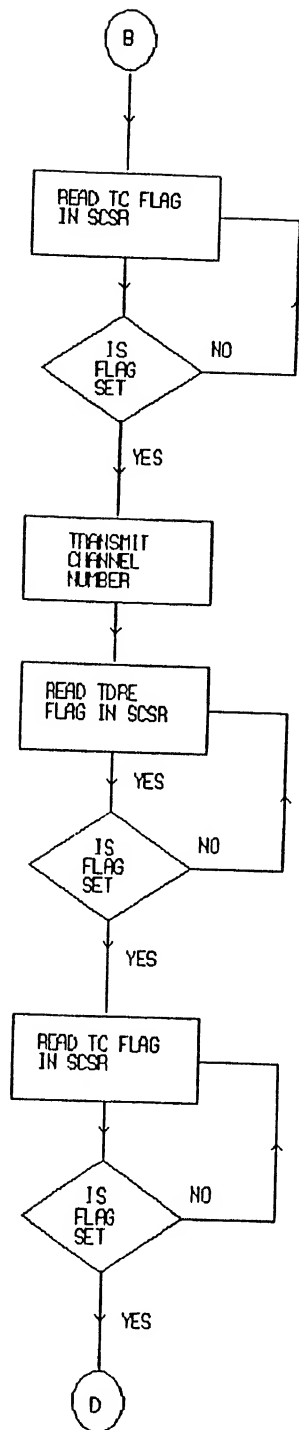 B
READ TC FLAG
IN SCSR
IS
FLAG
SET
NO
YES
TRANSMIT
CHANNEL
NUMBER
READ TDRE
FLAG IN SCSR
YES
IS
FLAG
SET
NO
YES
READ TC FLAG
IN SCSR
IS
FLAG
SET
NO
YES
D